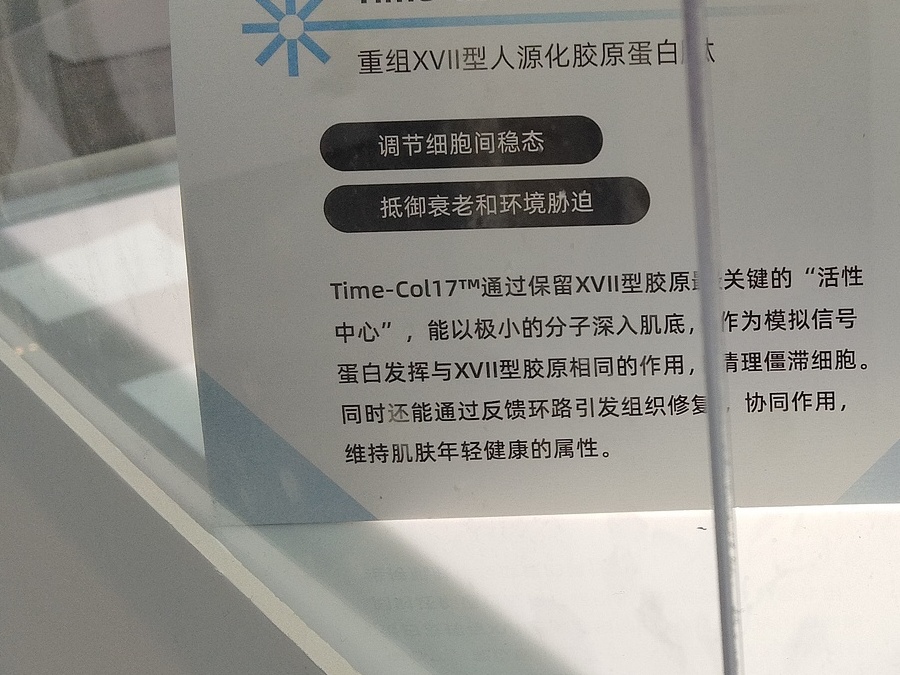 Time-
重组XVII型人源化胶原蛋白肽
调节细胞间稳态
抵御衰老和环境胁迫
Time-Col17™通过保留XVII型胶原最关键的“活性
中心”，能以极小的分子深入肌底，作为模拟信号
蛋白发挥与XVII型胶原相同的作用，清理僵滞细胞。
同时还能通过反馈环路引发组织修复，协同作用，
维持肌肤年轻健康的属性。